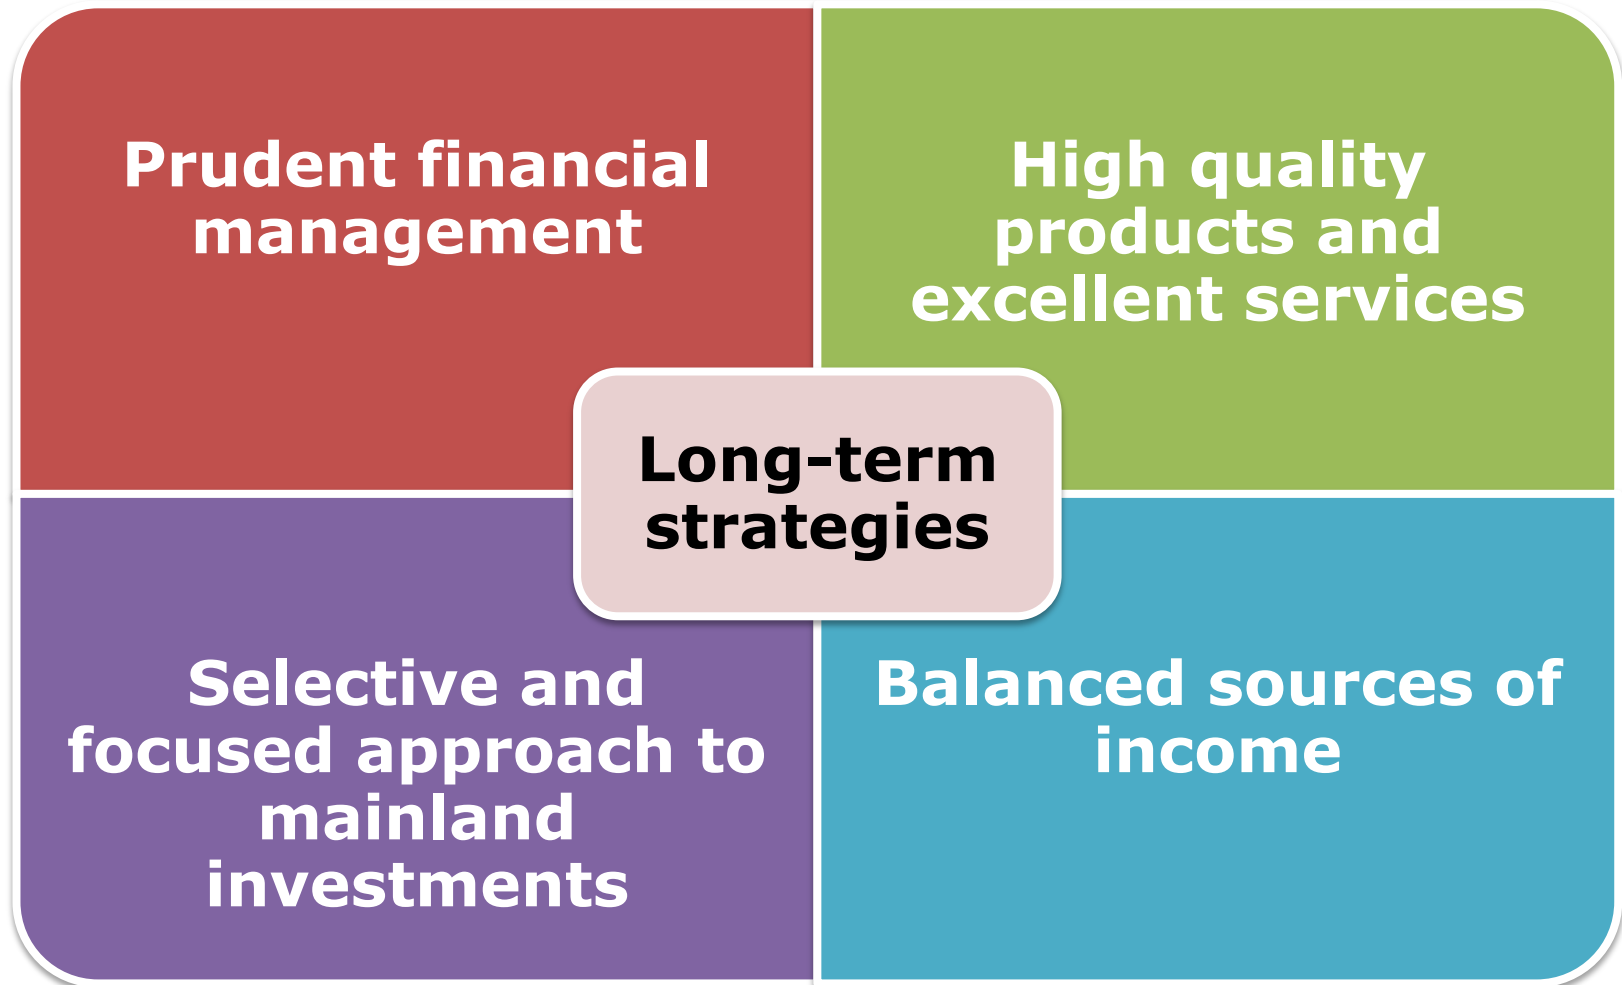 Prudent financial
management
High quality
products and
excellent services
Long-term
strategies
Selective and
focused approach to
mainland
investments
Balanced sources of
income